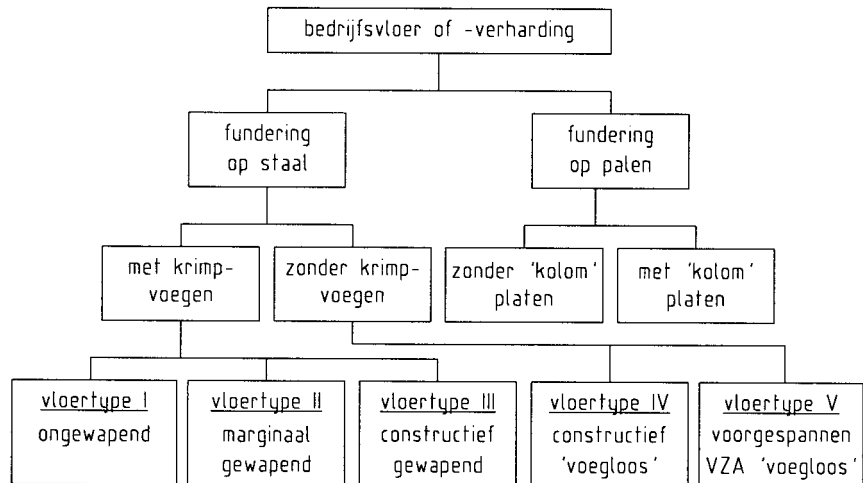 bedrijfsvloer of -verharding
fundering
op staal
fundering
op palen
met krimp-
voegen
zonder krimp-
voegen
zonder 'kolom'
platen
met 'kolom'
platen
vloertype I
ongewapend
vloertype II
marginaal
gewapend
vloertype III
constructief
gewapend
vloertype IV
constructief
'voegloos'
vloertype V
voorgespannen
VZA 'voegloos'